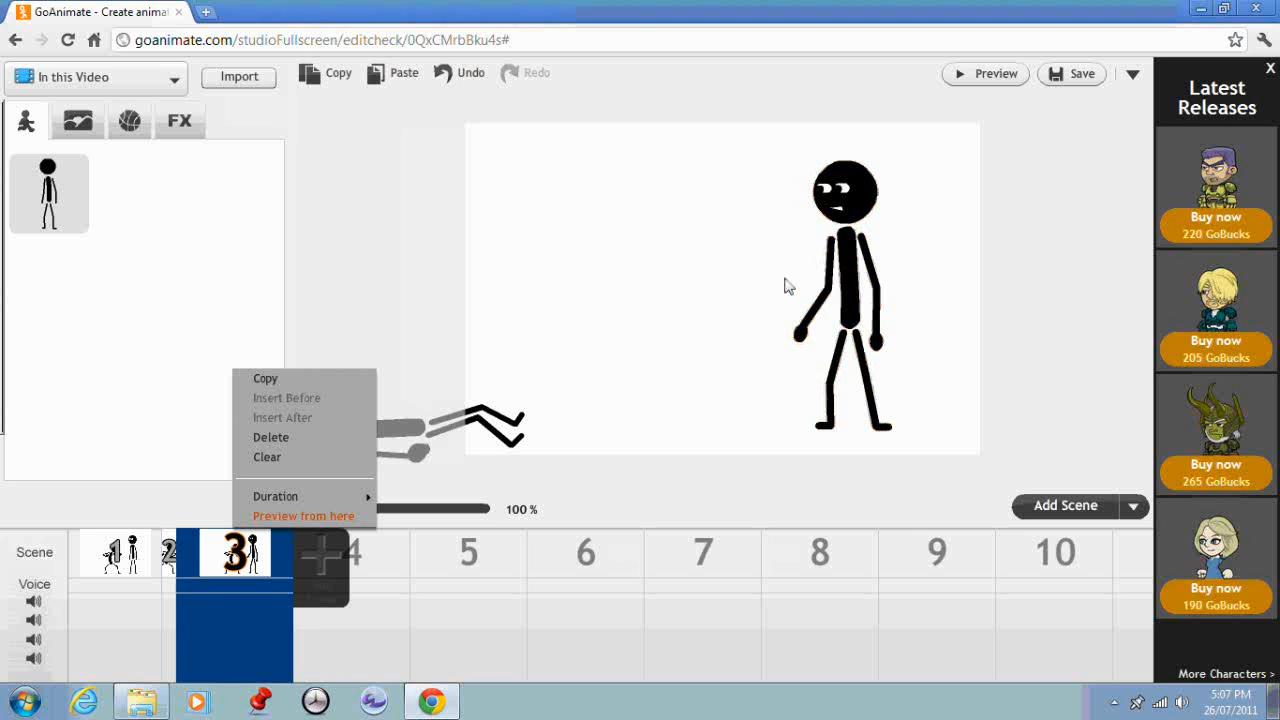 GoAnimate - Create animat
goanimate.com/studioFullscreen/editcheck/0QxCMrbBku4s#
In this Video
Import
Copy
Paste
Undo
Redo
Preview
Save
X
FX
Latest
Releases
Buy now
220 GoBucks
Buy now
205 GoBucks
Buy now
265 GoBucks
Buy now
190 GoBucks
More Characters >
Copy
Insert Before
Insert After
Delete
Clear
Duration
Preview from here
100 %
Add Scene
Scene
1
2
3
4
5
6
7
8
9
10
Voice
5:07 PM
26/07/2011